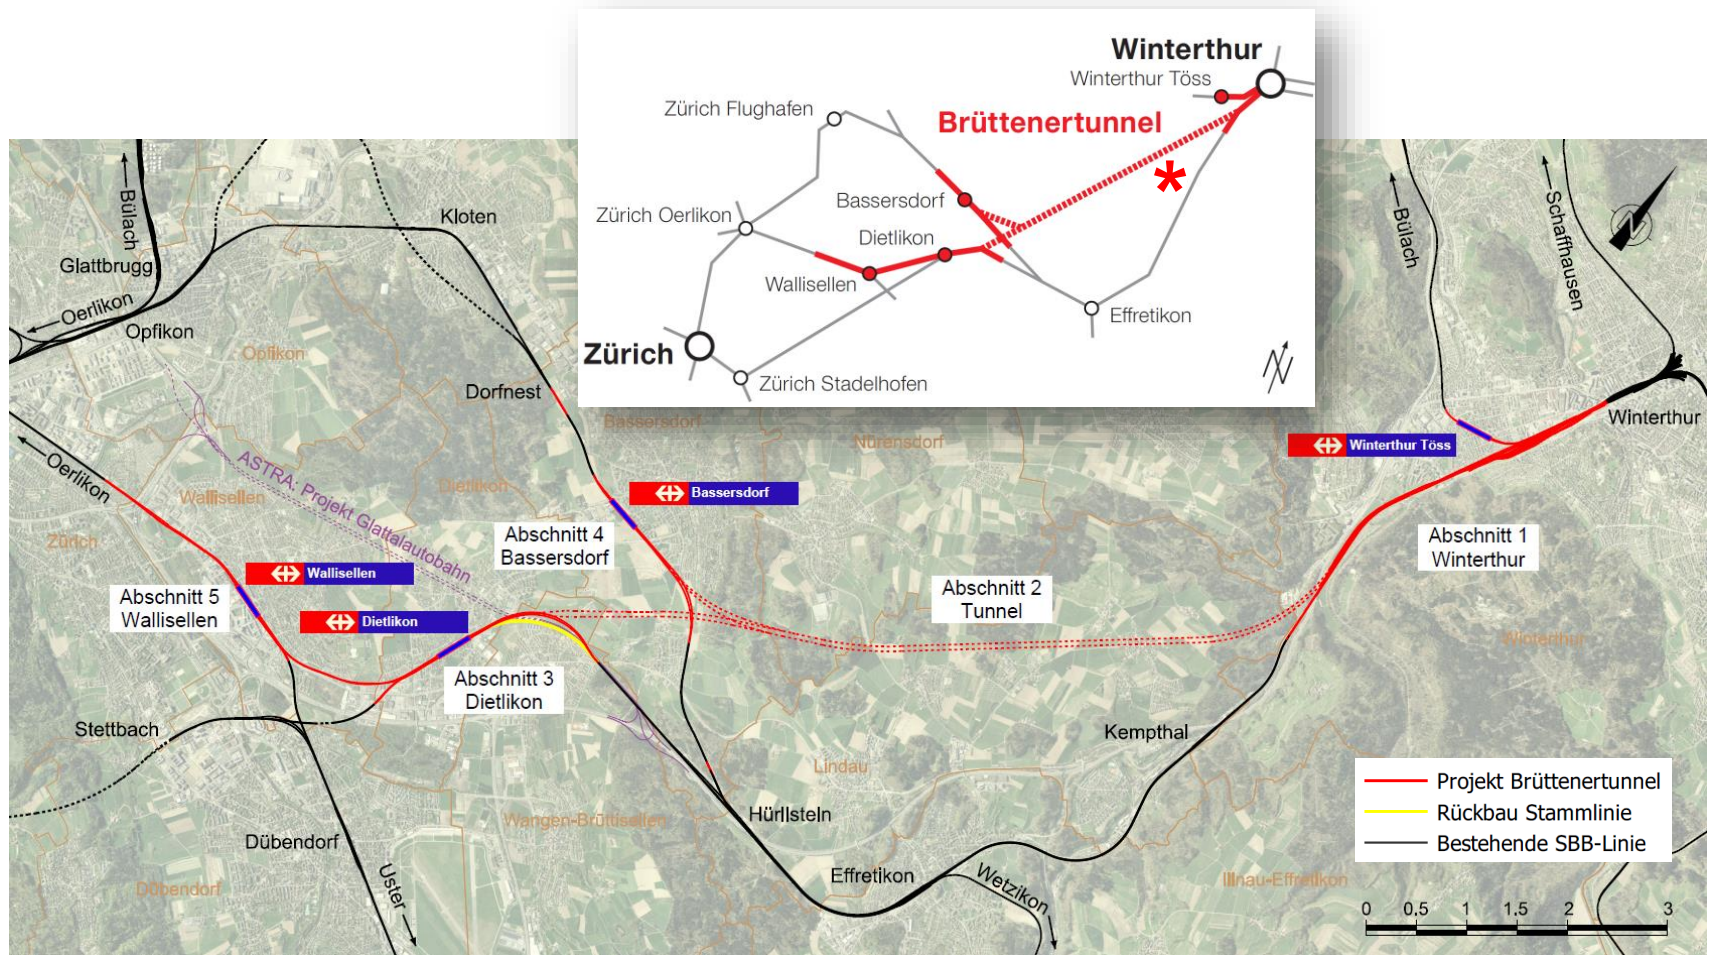 Winterthur
Winterthur Töss
Zürich Flughafen
Brüttenertunnel
*
Bassersdorf
Zürich Oerlikon
Dietlikon
Wallisellen
Effretikon
Zürich
Zürich Stadelhofen
N
Bülach
Kloten
Glattbrugg
Oerlikon
Opfikon
Opfikon
Dorfnest
Bülach
Schaffhausen
N
Winterthur
Winterthur Töss
Bassersdorf
Nürensdorf
Oerlikon
ASTRA: Projekt Glattalautobahn
Wallisellen
Dietlikon
Bassersdorf
Zürich
Abschnitt 4
Bassersdorf
Abschnitt 1
Winterthur
Wallisellen
Abschnitt 5
Wallisellen
Dietlikon
Abschnitt 2
Tunnel
Winterthur
Abschnitt 3
Dietlikon
Stettbach
Kempthal
Lindau
Hürllstein
Wangen-Brüttisellen
Dübendorf
Uster
Dübendorf
Effretikon
Wetzikon
Illnau-Effretikon
Projekt Brüttenertunnel
Rückbau Stammlinie
Bestehende SBB-Linie
0 0.5 1 1.5 2 3